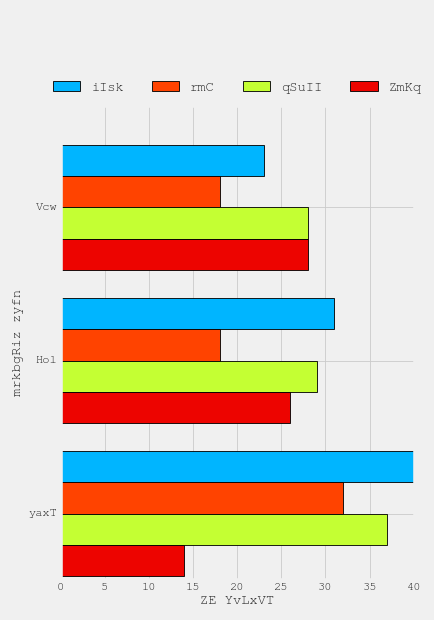 iIsk rmC qSuII ZmKq
Vcw
Hol
yaxT
mrkbgRiz zyfn
0 5 10 15 20 25 30 35 40
ZE YvLxVT